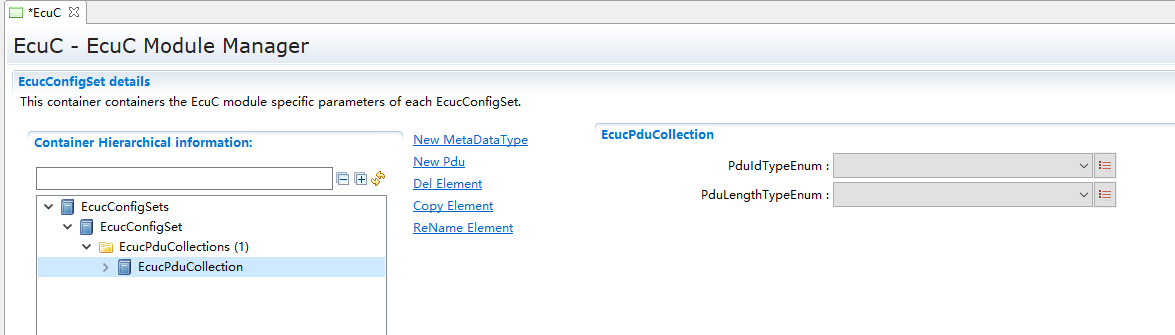 *EcuC
EcuC - EcuC Module Manager
EcucConfigSet details
This container containers the EcuC module specific parameters of each EcucConfigSet.
Container Hierarchical information:
EcucConfigSets
EcucConfigSet
EcucPduCollections (1)
EcucPduCollection
New MetaDataType
New Pdu
Del Element
Copy Element
ReName Element
EcucPduCollection
PduIdTypeEnum :
PduLengthTypeEnum :